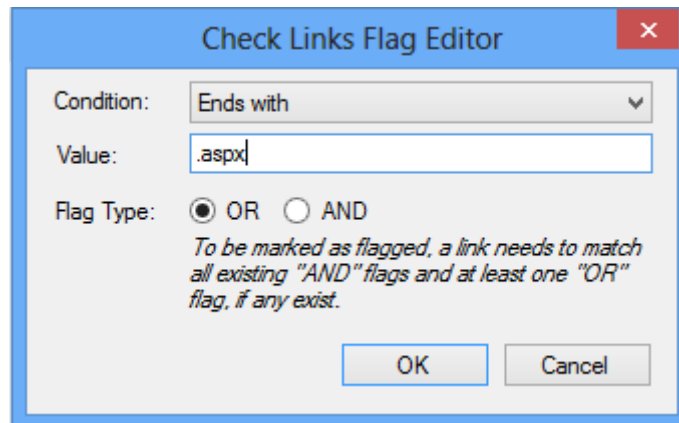 Check Links Flag Editor
Condition: Ends with
Value: .aspx
Flag Type: OR AND
To be marked as flagged, a link needs to match
all existing "AND" flags and at least one "OR"
flag, if any exist.
OK Cancel